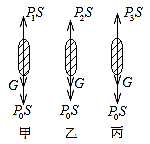 P₁S P₂S P₃S
G G G
P₀S P₀S P₀S
甲 乙 丙